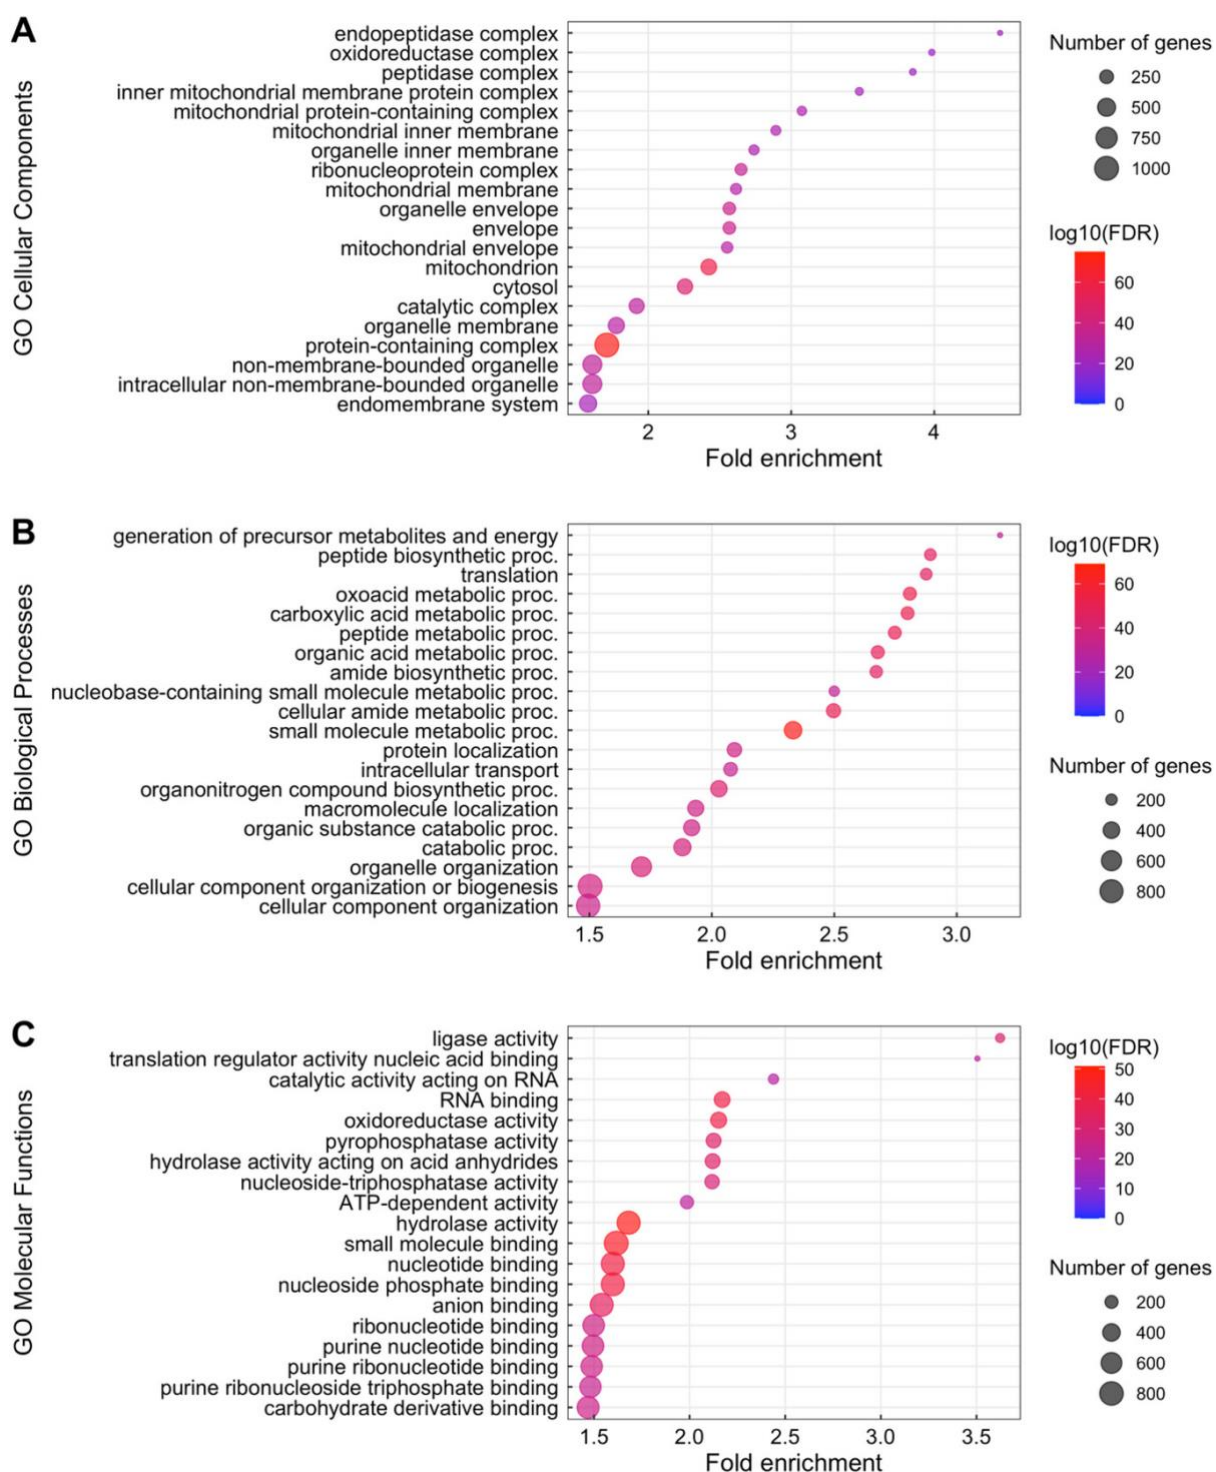 A
GO Cellular Components
endopeptidase complex
oxidoreductase complex
peptidase complex
inner mitochondrial membrane protein complex
mitochondrial protein-containing complex
mitochondrial inner membrane
organelle inner membrane
ribonucleoprotein complex
mitochondrial membrane
organelle envelope
envelope
mitochondrial envelope
mitochondrion
cytosol
catalytic complex
organelle membrane
protein-containing complex
non-membrane-bounded organelle
intracellular non-membrane-bounded organelle
endomembrane system
2 3 4
Fold enrichment
Number of genes
250
500
750
1000
log10(FDR)
60
40
20
0
B
GO Biological Processes
generation of precursor metabolites and energy
peptide biosynthetic proc.
translation
oxoacid metabolic proc.
carboxylic acid metabolic proc.
peptide metabolic proc.
organic acid metabolic proc.
amide biosynthetic proc.
nucleobase-containing small molecule metabolic proc.
cellular amide metabolic proc.
small molecule metabolic proc.
protein localization
intracellular transport
organonitrogen compound biosynthetic proc.
macromolecule localization
organic substance catabolic proc.
catabolic proc.
organelle organization
cellular component organization or biogenesis
cellular component organization
1.5 2.0 2.5 3.0
Fold enrichment
log10(FDR)
60
40
20
0
Number of genes
200
400
600
800
C
GO Molecular Functions
ligase activity
translation regulator activity nucleic acid binding
catalytic activity acting on RNA
RNA binding
oxidoreductase activity
pyrophosphatase activity
hydrolase activity acting on acid anhydrides
nucleoside-triphosphatase activity
ATP-dependent activity
hydrolase activity
small molecule binding
nucleotide binding
nucleoside phosphate binding
anion binding
ribonucleotide binding
purine nucleotide binding
purine ribonucleotide binding
purine ribonucleoside triphosphate binding
carbohydrate derivative binding
1.5 2.0 2.5 3.0 3.5
Fold enrichment
log10(FDR)
50
40
30
20
10
0
Number of genes
200
400
600
800